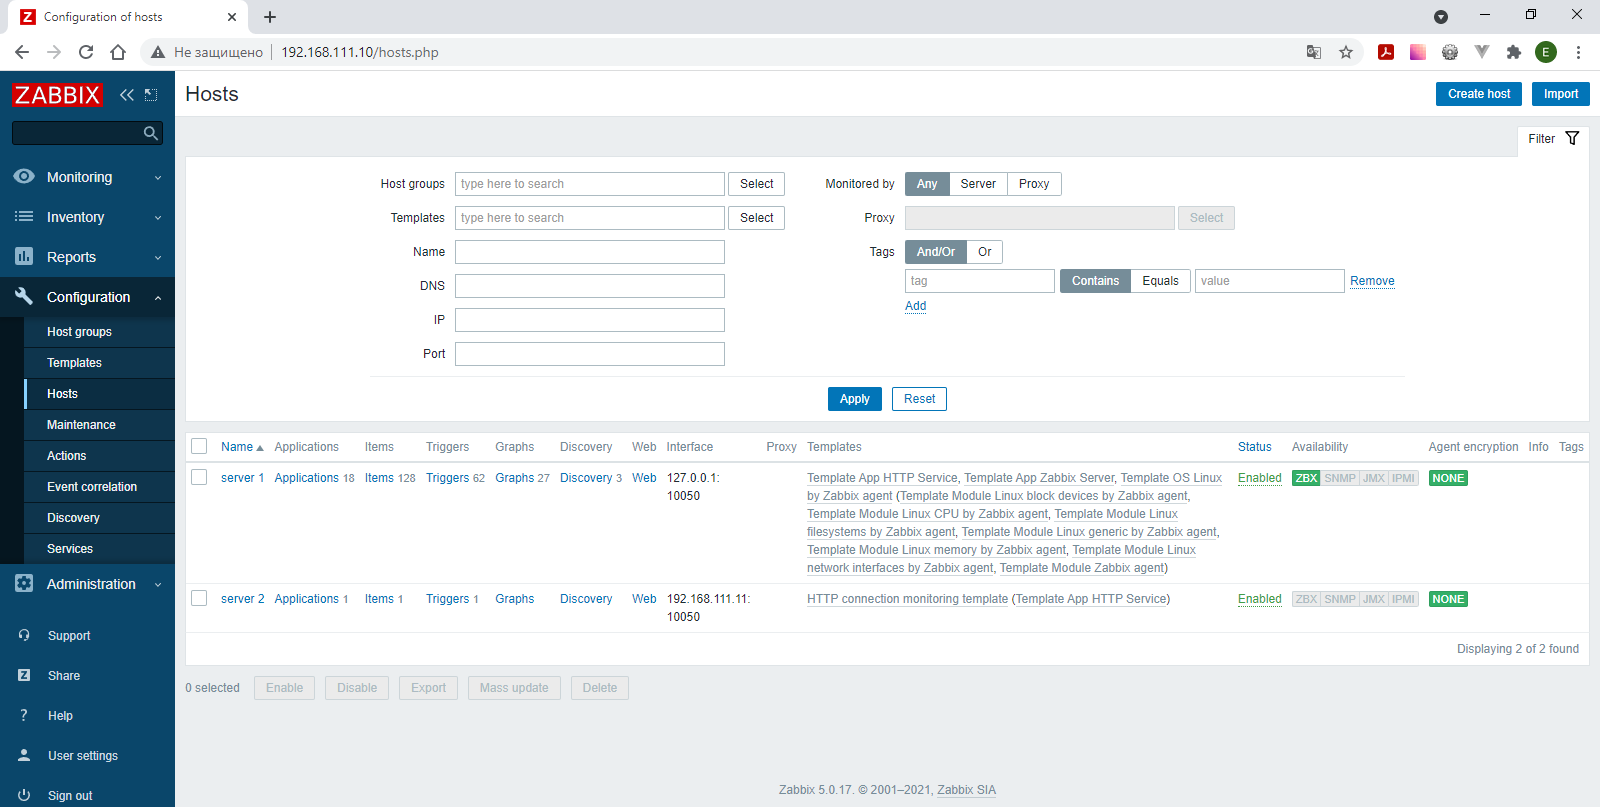 Configuration of hosts
Не защищено 192.168.111.10/hosts.php
E
ZABBIX
Monitoring
Inventory
Reports
Configuration
Host groups
Templates
Hosts
Maintenance
Actions
Event correlation
Discovery
Services
Administration
Support
Share
Help
User settings
Sign out
Hosts
Create host Import
Filter
Host groups type here to search Select
Templates type here to search Select
Name
DNS
IP
Port
Monitored by Any Server Proxy
Proxy Select
Tags And/Or Or
tag Contains Equals value Remove
Add
Apply Reset
Name Applications Items Triggers Graphs Discovery Web Interface Proxy Templates Status Availability Agent encryption Info Tags
server 1 Applications 18 Items 128 Triggers 62 Graphs 27 Discovery 3 Web 127.0.0.1: Template App HTTP Service, Template App Zabbix Server, Template OS Linux Enabled ZBX SNMP JMX IPMI NONE
10050 by Zabbix agent (Template Module Linux block devices by Zabbix agent,
Template Module Linux CPU by Zabbix agent, Template Module Linux
filesystems by Zabbix agent, Template Module Linux generic by Zabbix agent,
Template Module Linux memory by Zabbix agent, Template Module Linux
network interfaces by Zabbix agent, Template Module Zabbix agent)
server 2 Applications 1 Items 1 Triggers 1 Graphs Discovery Web 192.168.111.11: HTTP connection monitoring template (Template App HTTP Service) Enabled ZBX SNMP JMX IPMI NONE
10050
Displaying 2 of 2 found
0 selected Enable Disable Export Mass update Delete
Zabbix 5.0.17. © 2001–2021, Zabbix SIA